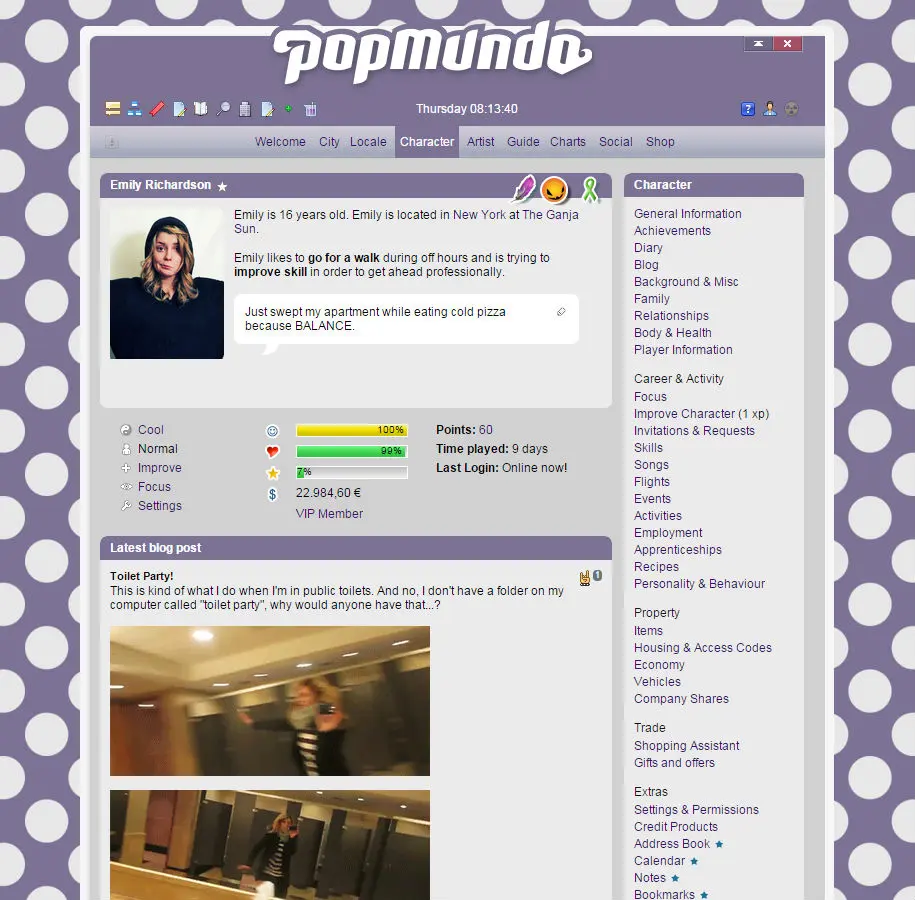 popmundo
Thursday 08:13:40
Welcome City Locale Character Artist Guide Charts Social Shop
Emily Richardson
Emily is 16 years old. Emily is located in New York at The Ganja
Sun.
Emily likes to go for a walk during off hours and is trying to
improve skill in order to get ahead professionally.
Just swept my apartment while eating cold pizza
because BALANCE.
Cool
Normal
Improve
Focus
Settings
100%
99%
7%
22.984,60 €
VIP Member
Points: 60
Time played: 9 days
Last Login: Online now!
Latest blog post
Toilet Party!
1
This is kind of what I do when I'm in public toilets. And no, I don't have a folder on my
computer called "toilet party", why would anyone have that...?
Character
General Information
Achievements
Diary
Blog
Background & Misc
Family
Relationships
Body & Health
Player Information
Career & Activity
Focus
Improve Character (1 xp)
Invitations & Requests
Skills
Songs
Flights
Events
Activities
Employment
Apprenticeships
Recipes
Personality & Behaviour
Property
Items
Housing & Access Codes
Economy
Vehicles
Company Shares
Trade
Shopping Assistant
Gifts and offers
Extras
Settings & Permissions
Credit Products
Address Book
Calendar
Notes
Bookmarks